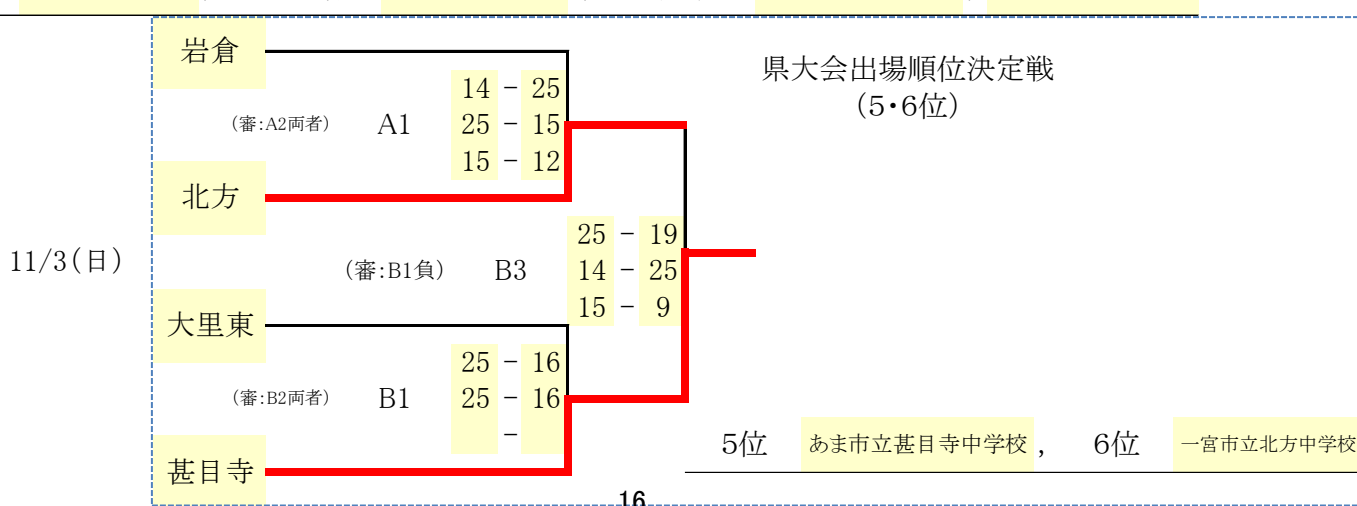 県大会出場順位決定戦
(5・6位)
岩倉
14 - 25
(審:A2両者) A1 25 - 15
15 - 12
北方
25 - 19
11/3(日) (審:B1負) B3 14 - 25
15 - 9
大里東
25 - 16
(審:B2両者) B1 25 - 16
-
甚目寺
5位 あま市立甚目寺中学校, 6位 一宮市立北方中学校
16